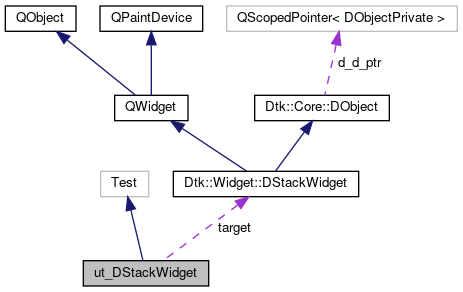 QObject
QPaintDevice
QScopedPointer< DObjectPrivate >
d_d_ptr
QWidget
Dtk::Core::DObject
Test
Dtk::Widget::DStackWidget
target
ut_DStackWidget